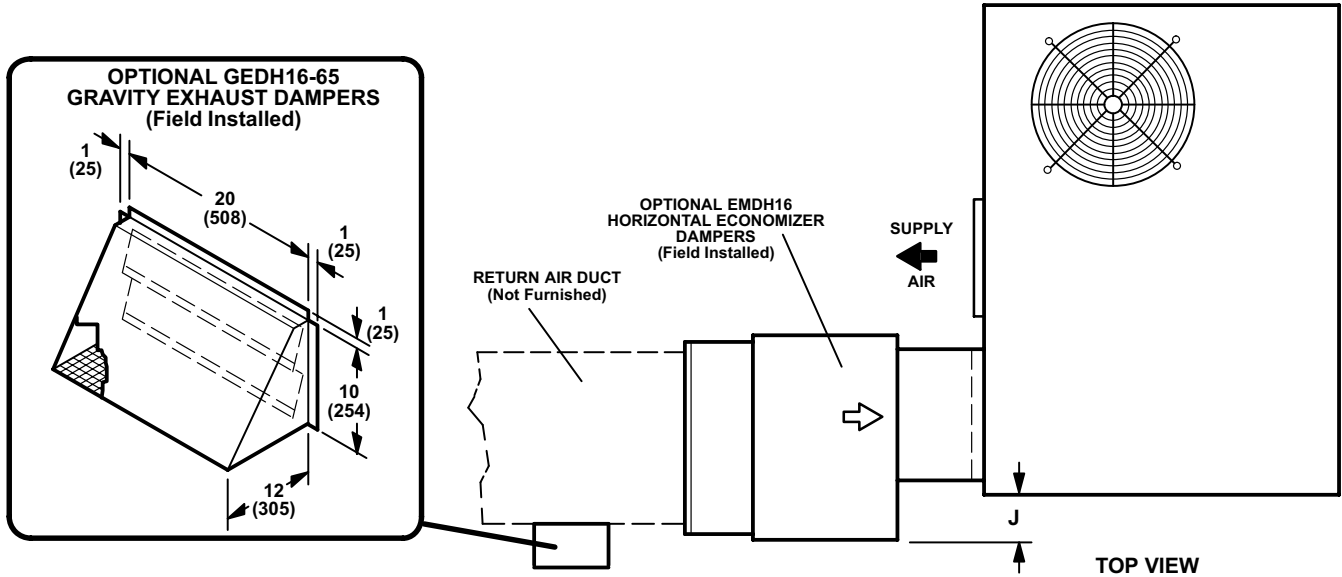 OPTIONAL GEDH16-65
GRAVITY EXHAUST DAMPERS
(Field Installed)
1
(25)
20
(508)
1
(25)
1
(25)
10
(254)
12
(305)
RETURN AIR DUCT
(Not Furnished)
OPTIONAL EMDH16
HORIZONTAL ECONOMIZER
DAMPERS
(Field Installed)
SUPPLY
AIR
J
TOP VIEW